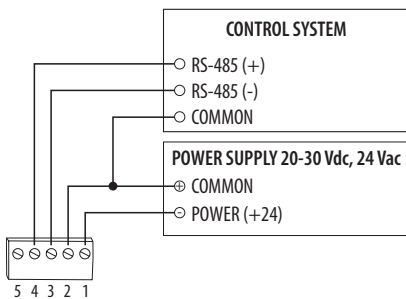 CONTROL SYSTEM
RS-485 (+)
RS-485 (-)
COMMON
POWER SUPPLY 20-30 Vdc, 24 Vac
COMMON
POWER (+24)
5 4 3 2 1